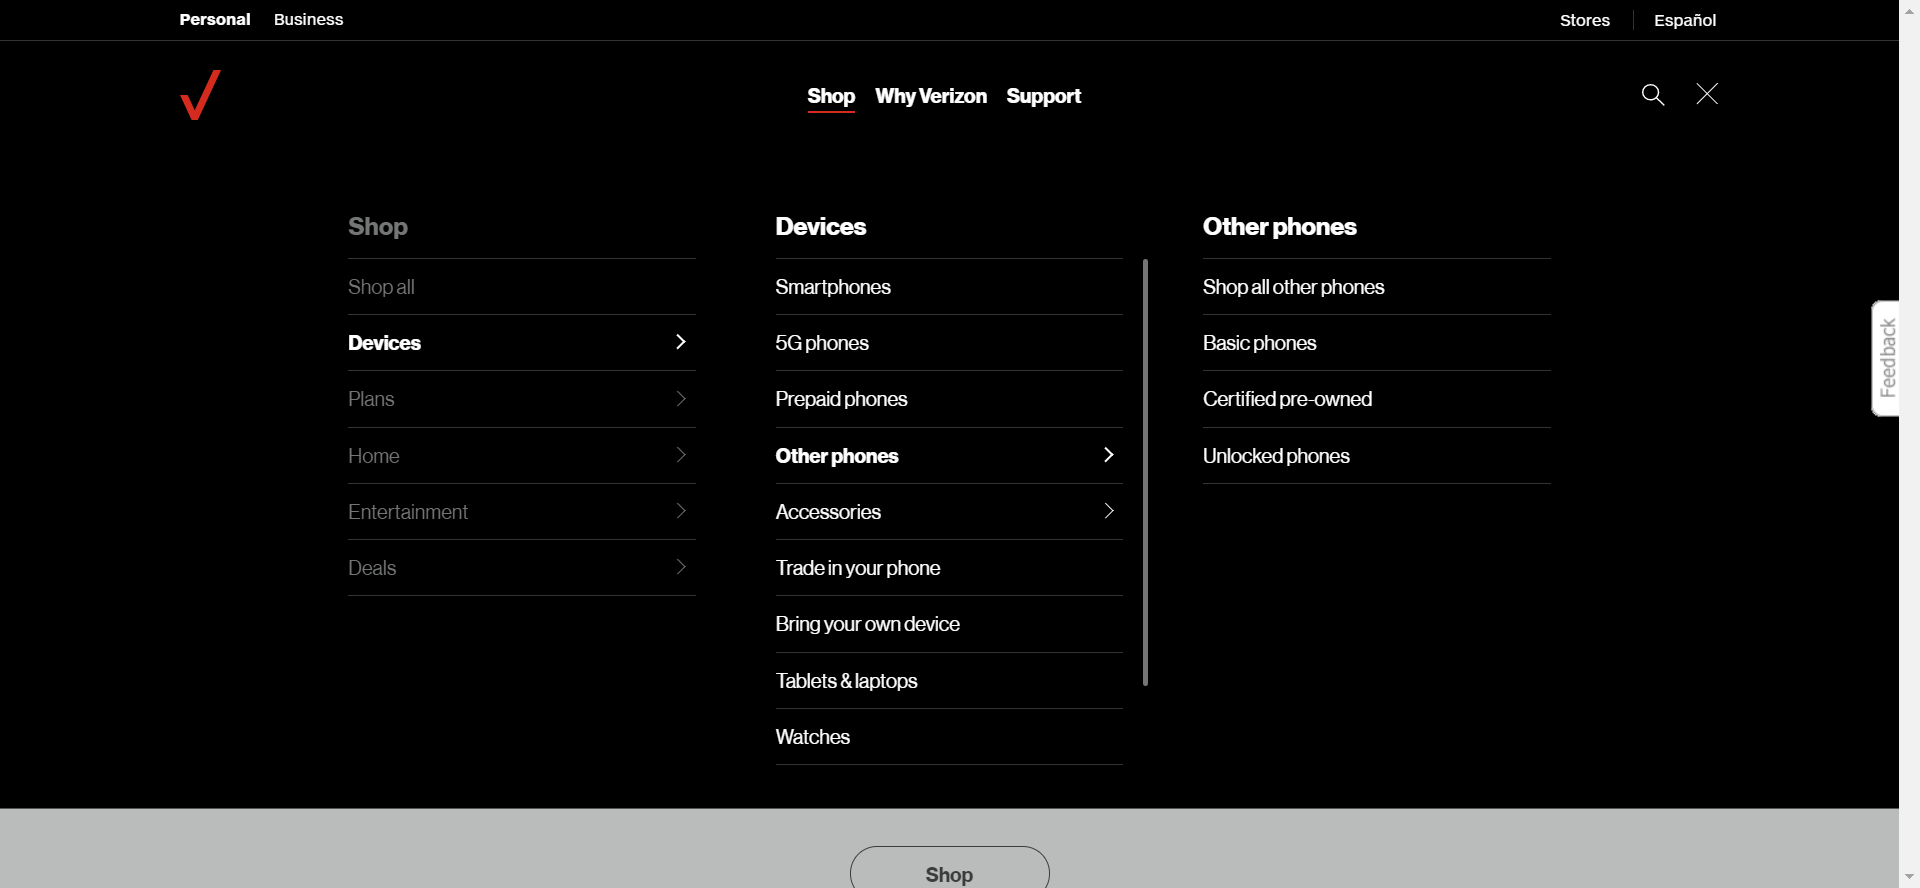 Personal Business Stores Español
Shop Why Verizon Support
Shop
Shop all
Devices
Plans
Home
Entertainment
Deals
Devices
Smartphones
5G phones
Prepaid phones
Other phones
Accessories
Trade in your phone
Bring your own device
Tablets & laptops
Watches
Other phones
Shop all other phones
Basic phones
Certified pre-owned
Unlocked phones
Feedback
Shop